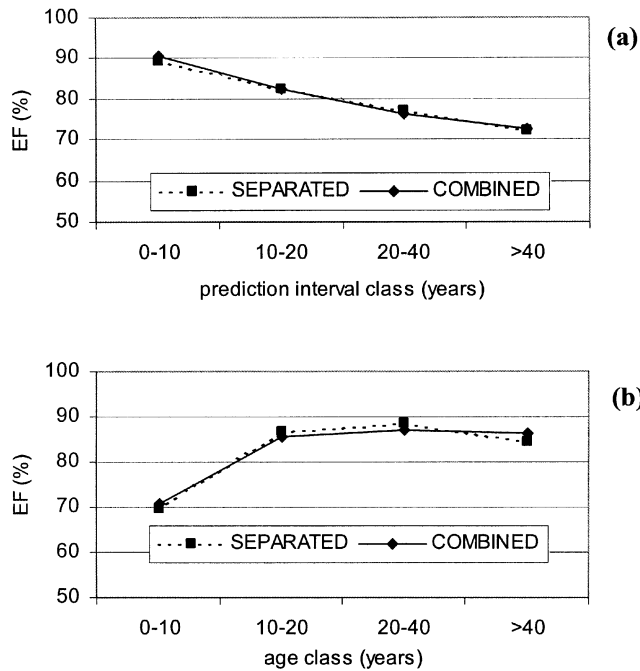 (a)
100
90
80
70
60
50
EF (%)
SEPARATED
COMBINED
0-10 10-20 20-40 >40
prediction interval class (years)
(b)
100
90
80
70
60
50
EF (%)
SEPARATED
COMBINED
0-10 10-20 20-40 >40
age class (years)